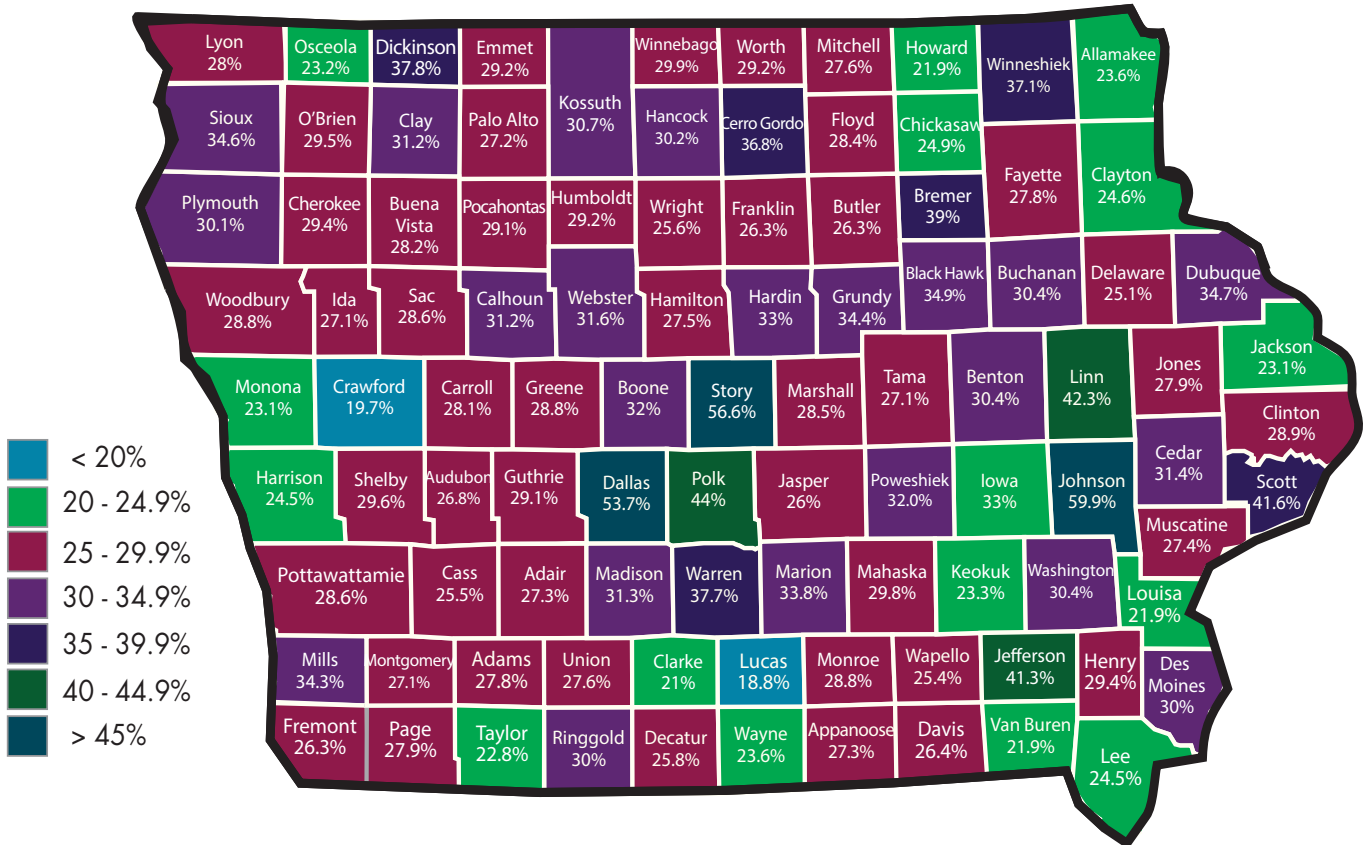 Lyon
28%
Osceola
23.2%
Dickinson
37.8%
Emmet
29.2%
Kossuth
30.7%
Winnebago
29.9%
Worth
29.2%
Mitchell
27.6%
Howard
21.9%
Winneshiek
37.1%
Allamakee
23.6%
Sioux
34.6%
O'Brien
29.5%
Clay
31.2%
Palo Alto
27.2%
Hancock
30.2%
Cerro Gordo
36.8%
Floyd
28.4%
Chickasaw
24.9%
Plymouth
30.1%
Cherokee
29.4%
Buena
Vista
28.2%
Pocahontas
29.1%
Humboldt
29.2%
Wright
25.6%
Franklin
26.3%
Butler
26.3%
Bremer
39%
Fayette
27.8%
Clayton
24.6%
Woodbury
28.8%
Ida
27.1%
Sac
28.6%
Calhoun
31.2%
Webster
31.6%
Hamilton
27.5%
Hardin
33%
Grundy
34.4%
Black Hawk
34.9%
Buchanan
30.4%
Delaware
25.1%
Dubuque
34.7%
Monona
23.1%
Crawford
19.7%
Carroll
28.1%
Greene
28.8%
Boone
32%
Story
56.6%
Marshall
28.5%
Tama
27.1%
Benton
30.4%
Linn
42.3%
Jones
27.9%
Jackson
23.1%
Clinton
28.9%
Harrison
24.5%
Shelby
29.6%
Audubon
26.8%
Guthrie
29.1%
Dallas
53.7%
Polk
44%
Jasper
26%
Poweshiek
32.0%
Iowa
33%
Johnson
59.9%
Cedar
31.4%
Scott
41.6%
Muscatine
27.4%
Pottawattamie
28.6%
Cass
25.5%
Adair
27.3%
Madison
31.3%
Warren
37.7%
Marion
33.8%
Mahaska
29.8%
Keokuk
23.3%
Washington
30.4%
Louisa
21.9%
Mills
34.3%
Montgomery
27.1%
Adams
27.8%
Union
27.6%
Clarke
21%
Lucas
18.8%
Monroe
28.8%
Wapello
25.4%
Jefferson
41.3%
Henry
29.4%
Des
Moines
30%
Fremont
26.3%
Page
27.9%
Taylor
22.8%
Ringgold
30%
Decatur
25.8%
Wayne
23.6%
Appanoose
27.3%
Davis
26.4%
Van Buren
21.9%
Lee
24.5%
< 20%
20 - 24.9%
25 - 29.9%
30 - 34.9%
35 - 39.9%
40 - 44.9%
> 45%